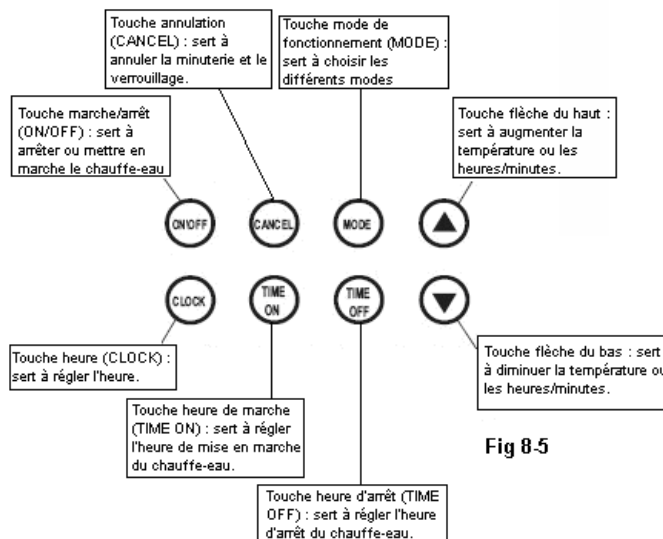 Touche annulation
(CANCEL) : sert à
annuler la minuterie et le
verrouillage.
Touche mode de
fonctionnement (MODE) :
sert à choisir les
différents modes
Touche marche/arrêt
(ON/OFF) : sert à
arrêter ou mettre en
marche le chauffe-eau
Touche flèche du haut :
sert à augmenter la
température ou les
heures/minutes.
ON/OFF
CANCEL
MODE
CLOCK
TIME
ON
TIME
OFF
Touche heure (CLOCK) :
sert à régler l'heure.
Touche flèche du bas : sert
à diminuer la température ou
les heures/minutes.
Touche heure de marche
(TIME ON) : sert à régler
l'heure de mise en marche
du chauffe-eau.
Fig 8-5
Touche heure d'arrêt (TIME
OFF) : sert à régler l'heure
d'arrêt du chauffe-eau.